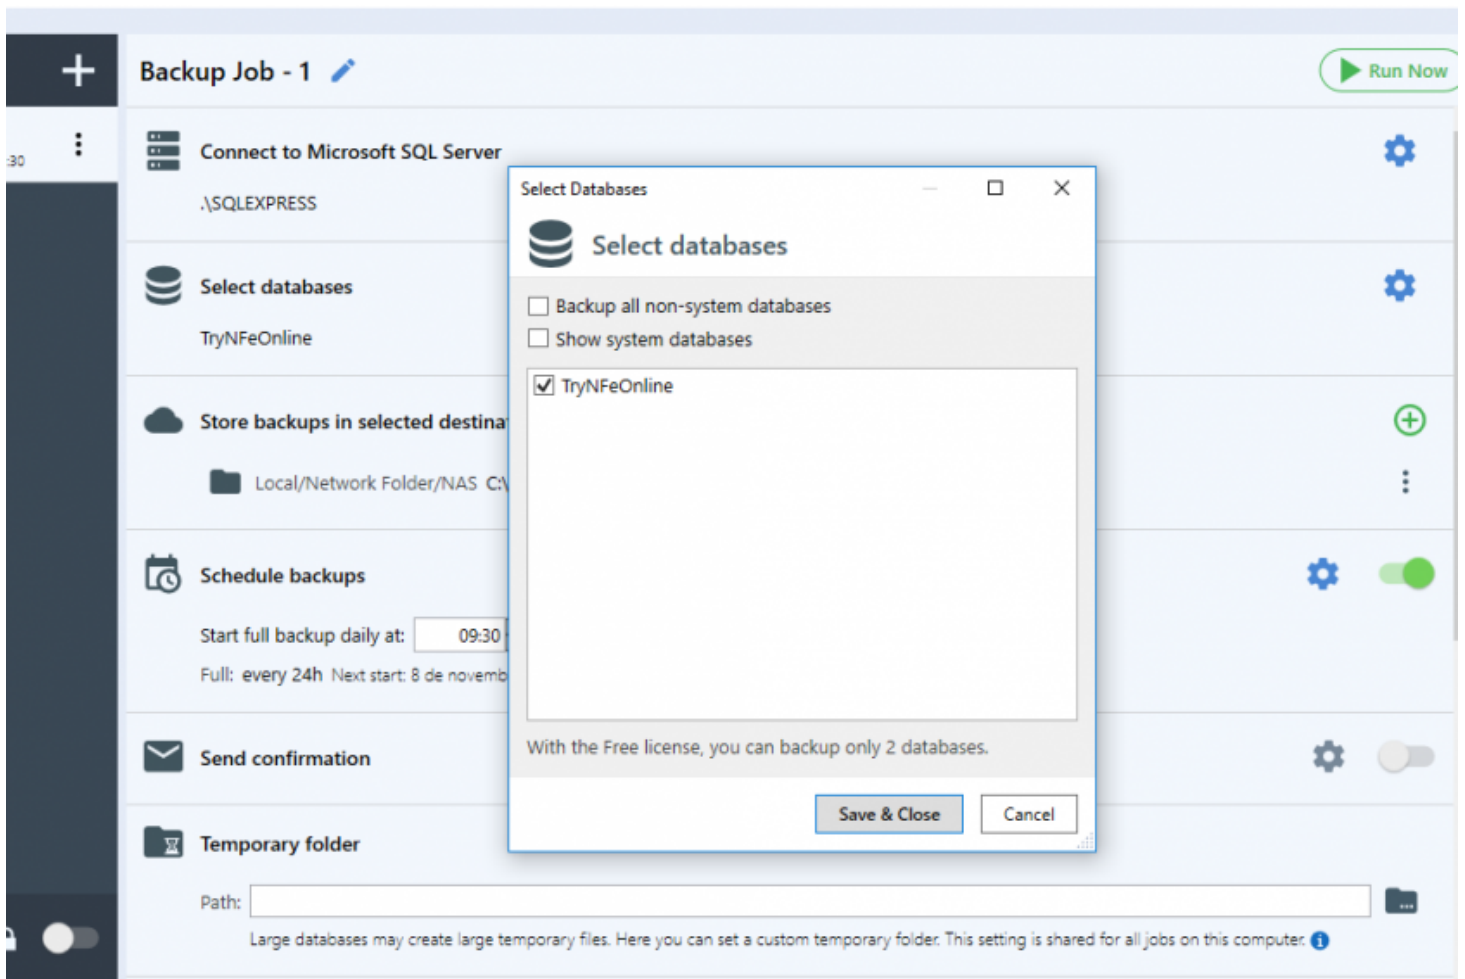 Backup Job - 1
Run Now
:30
Connect to Microsoft SQL Server
.\SQLEXPRESS
Select databases
TryNFeOnline
Store backups in selected
Local/Network Folder/NAS C:\
Schedule backups
Start full backup daily at: 09:30
Full: every 24h Next start: 8 de
Send confirmation
Temporary folder
Path:
Large databases may create large temporary files. Here you can set a custom temporary folder. This setting is shared for all jobs on this computer.
Select Databases
Select databases
Backup all non-system databases
Show system databases
TryNFeOnline
With the Free license, you can backup only 2 databases.
Save & Close
Cancel